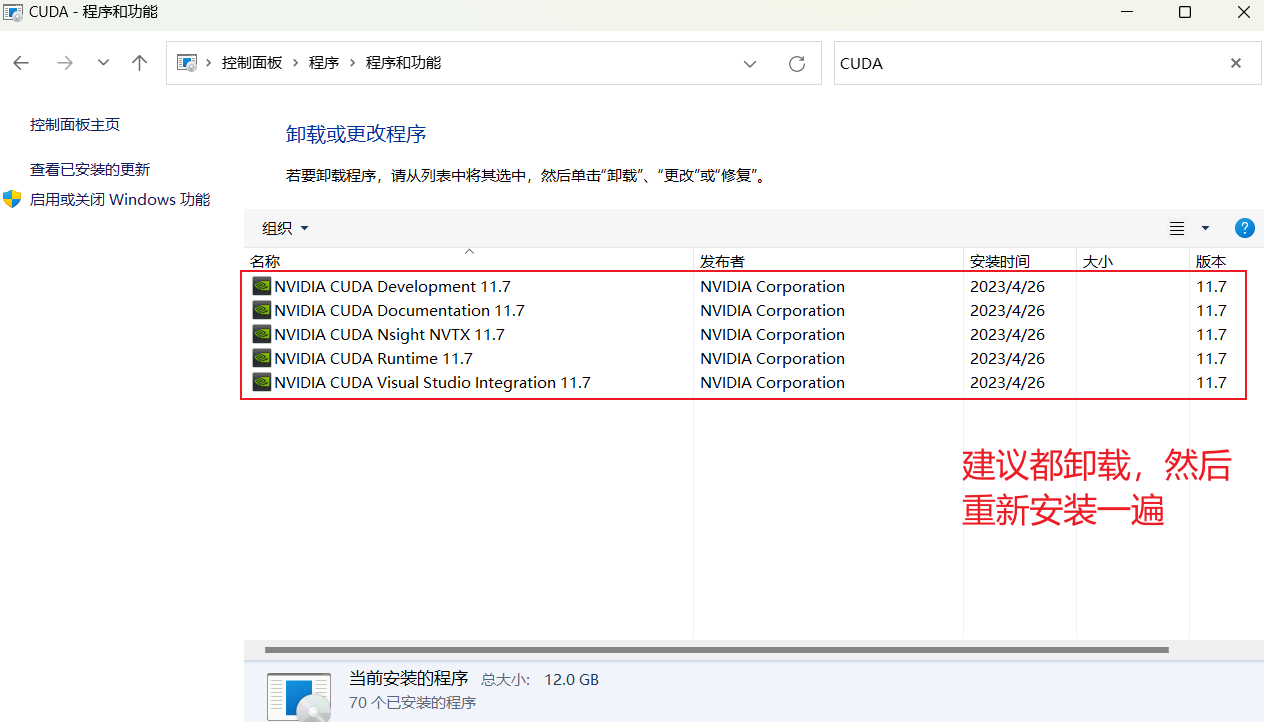 CUDA - 程序和功能
控制面板 › 程序 › 程序和功能
CUDA
控制面板主页
查看已安装的更新
启用或关闭 Windows 功能
卸载或更改程序
若要卸载程序，请从列表中将其选中，然后单击“卸载”、“更改”或“修复”。
组织
名称 发布者 安装时间 大小 版本
NVIDIA CUDA Development 11.7 NVIDIA Corporation 2023/4/26 11.7
NVIDIA CUDA Documentation 11.7 NVIDIA Corporation 2023/4/26 11.7
NVIDIA CUDA Nsight NVTX 11.7 NVIDIA Corporation 2023/4/26 11.7
NVIDIA CUDA Runtime 11.7 NVIDIA Corporation 2023/4/26 11.7
NVIDIA CUDA Visual Studio Integration 11.7 NVIDIA Corporation 2023/4/26 11.7
建议都卸载，然后
重新安装一遍
当前安装的程序 总大小: 12.0 GB
70 个已安装的程序